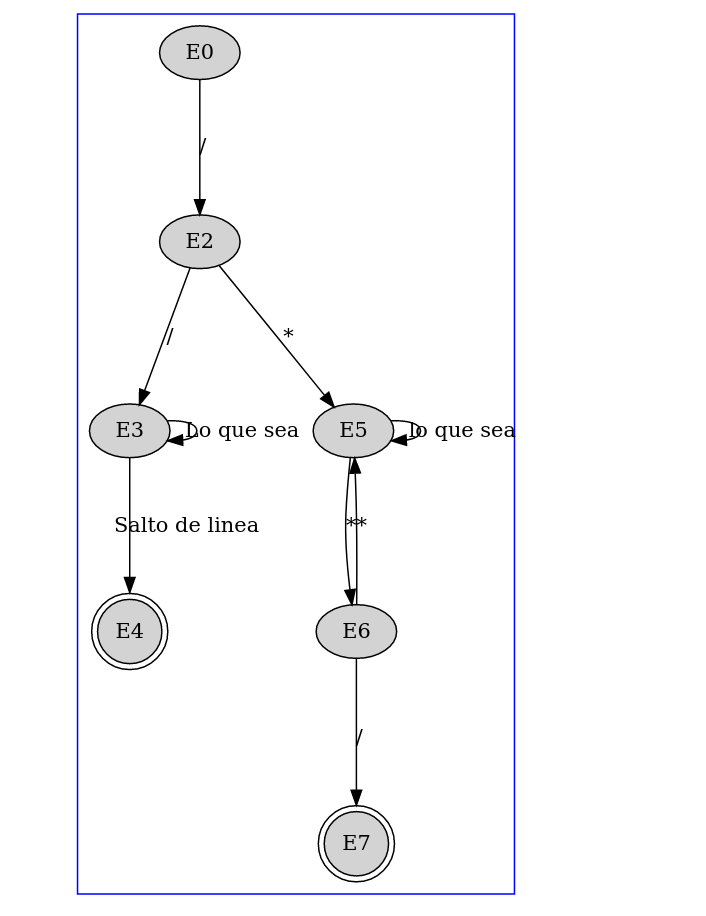 E0
/
E2
/
*
E3
Lo que sea
E5
lo que sea
Salto de linea
**
E4
E6
/
E7